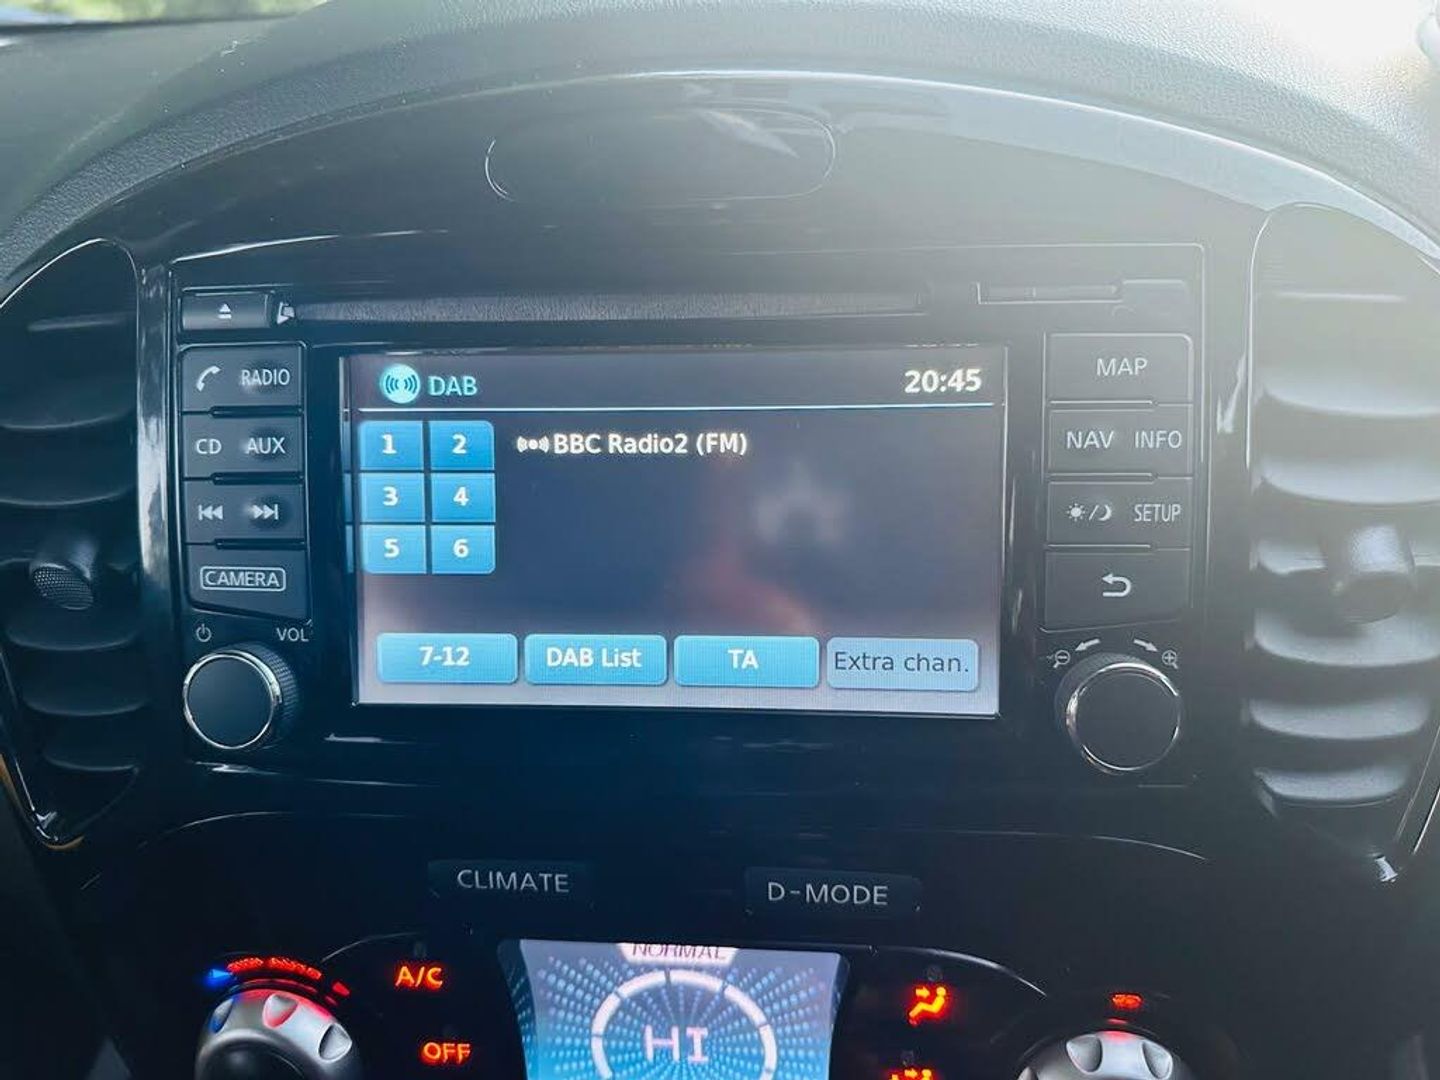 DAB 20:45
RADIO
CD AUX
CAMERA
VOL
1 2
3 4
5 6
BBC Radio2 (FM)
7-12 DAB List TA Extra chan.
MAP
NAV INFO
SETUP
CLIMATE D-MODE
NORMAL
A/C
HI
OFF